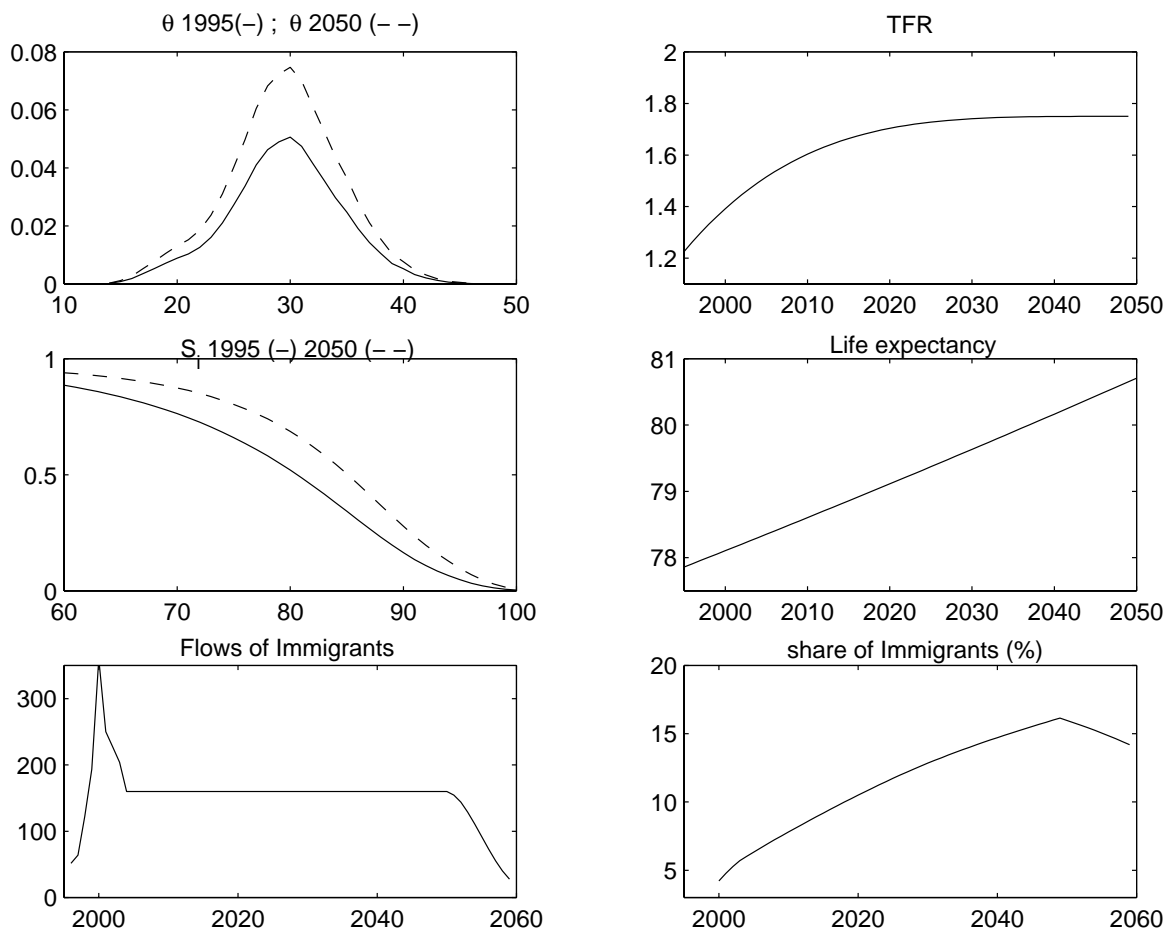 θ 1995(–) ; θ 2050 (– –)
0.08
0.06
0.04
0.02
0
10 20 30 40 50
TFR
2
1.8
1.6
1.4
1.2
2000 2010 2020 2030 2040 2050
S_i 1995 (–) 2050 (– –)
1
0.5
0
60 70 80 90 100
Life expectancy
81
80
79
78
2000 2010 2020 2030 2040 2050
Flows of Immigrants
300
200
100
0
2000 2020 2040 2060
share of Immigrants (%)
20
15
10
5
2000 2020 2040 2060